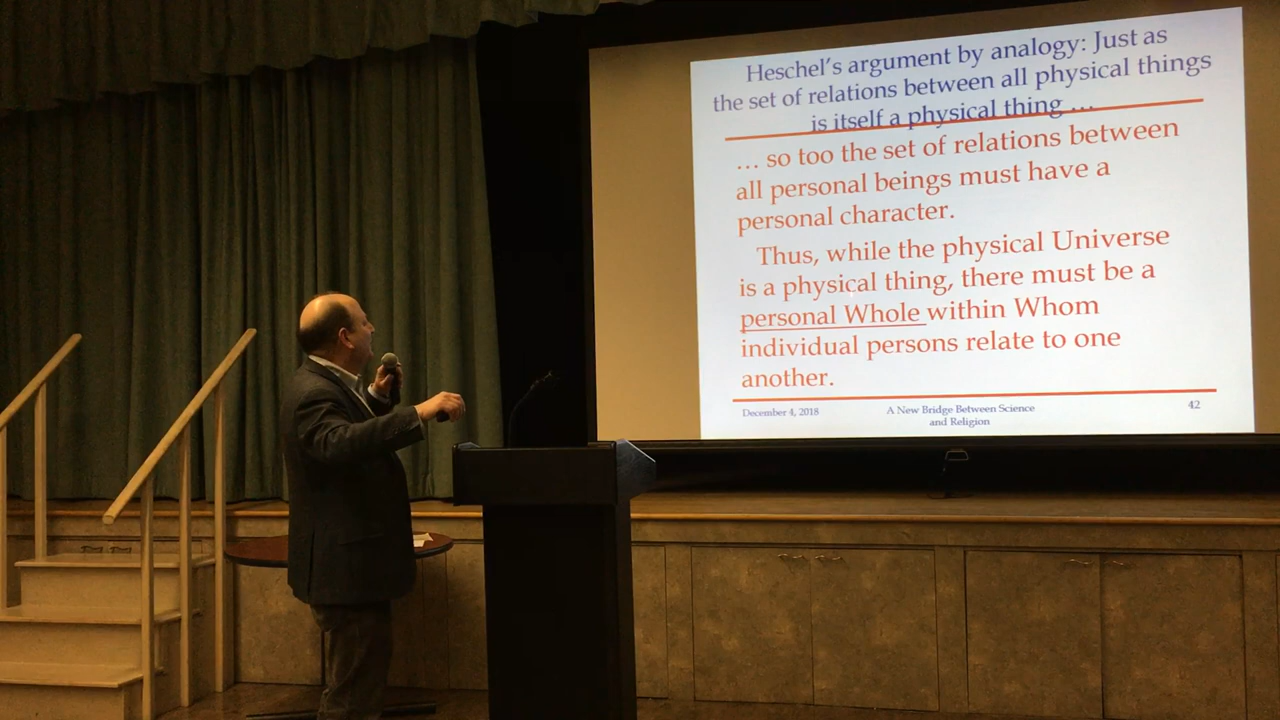 Heschel's argument by analogy: Just as
the set of relations between all physical things
is itself a physical thing …
… so too the set of relations between
all personal beings must have a
personal character.
Thus, while the physical Universe
is a physical thing, there must be a
personal Whole within Whom
individual persons relate to one
another.
December 4, 2018
A New Bridge Between Science
and Religion
42